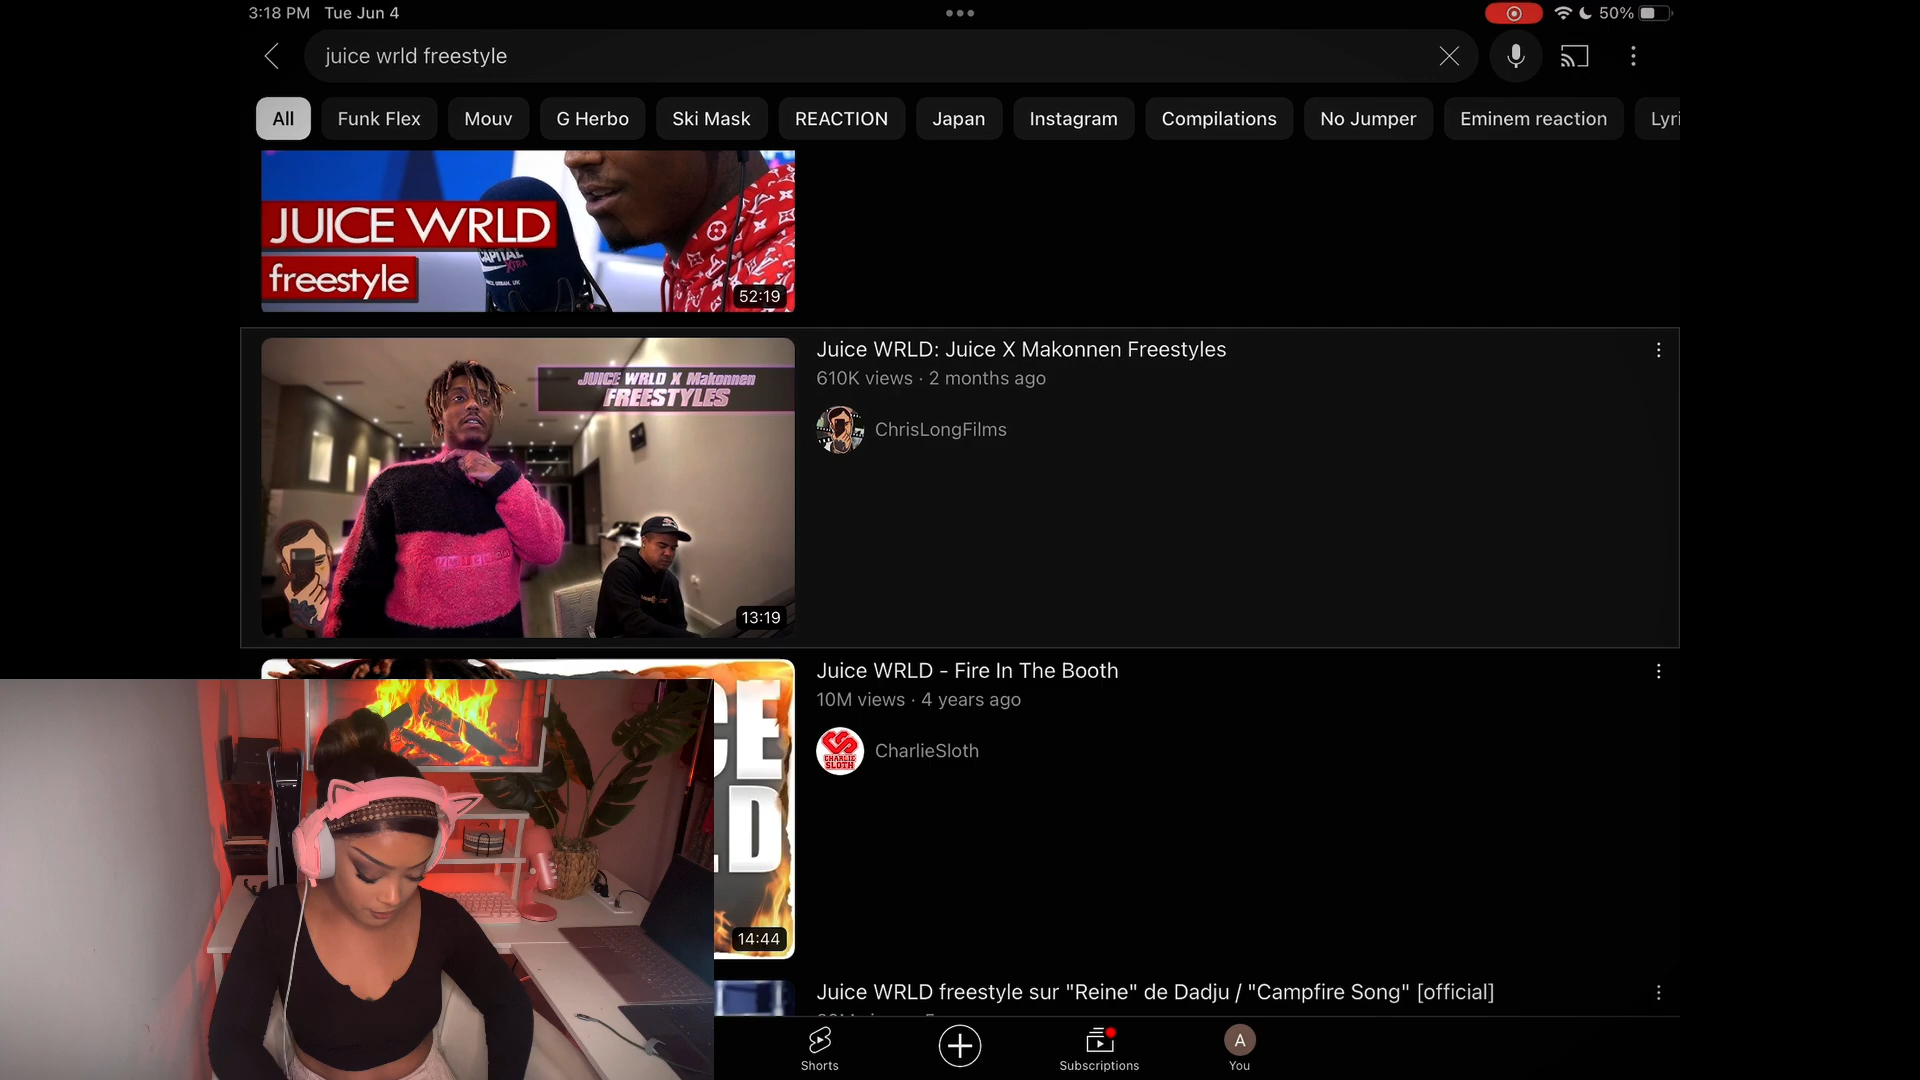 3:18 PM Tue Jun 4
50%
juice wrld freestyle
All
Funk Flex
Mouv
G Herbo
Ski Mask
REACTION
Japan
Instagram
Compilations
No Jumper
Eminem reaction
Lyri
JUICE WRLD
freestyle
CAPITAL
XTRA
52:19
JUICE WRLD X Makonnen
FREESTYLES
13:19
Juice WRLD: Juice X Makonnen Freestyles
610K views · 2 months ago
ChrisLongFilms
CE
LD
14:44
Juice WRLD - Fire In The Booth
10M views · 4 years ago
CHARLIE
SLOTH
CharlieSloth
Juice WRLD freestyle sur "Reine" de Dadju / "Campfire Song" [official]
Shorts
Subscriptions
A
You